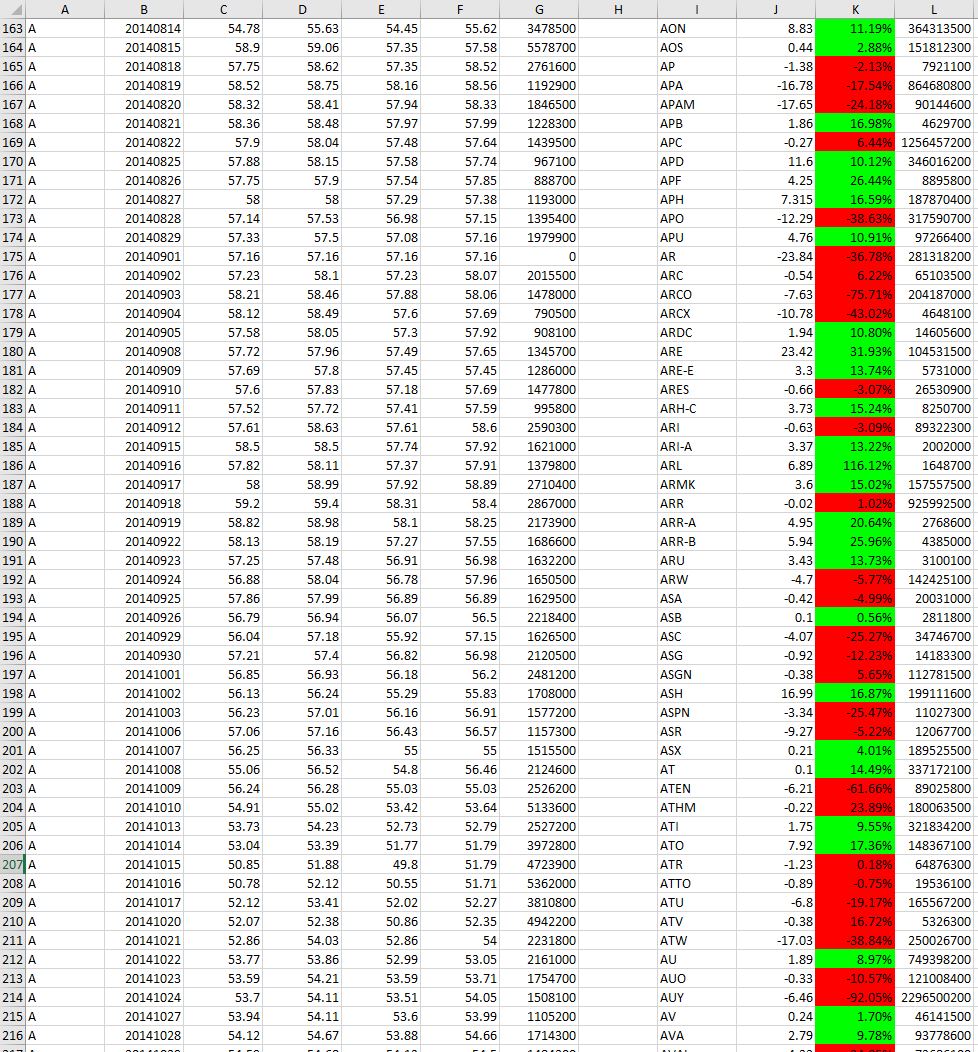 A B C D E F G H I J K L
163 A 20140814 54.78 55.63 54.45 55.62 3478500 AON 8.83 11.19% 364313500
164 A 20140815 58.9 59.06 57.35 57.58 5578700 AOS 0.44 2.88% 151812300
165 A 20140818 57.75 58.62 57.35 58.52 2761600 AP -1.38 -2.13% 7921100
166 A 20140819 58.52 58.75 58.16 58.56 1192900 APA -16.78 -17.54% 864680800
167 A 20140820 58.32 58.41 57.94 58.33 1846500 APAM -17.65 -24.18% 90144600
168 A 20140821 58.36 58.48 57.97 57.99 1228300 APB 1.86 16.98% 4629700
169 A 20140822 57.9 58.04 57.48 57.64 1439500 APC -0.27 6.44% 1256457200
170 A 20140825 57.88 58.15 57.58 57.74 967100 APD 11.6 10.12% 346016200
171 A 20140826 57.75 57.9 57.54 57.85 888700 APF 4.25 26.44% 8895800
172 A 20140827 58 58 57.29 57.38 1193000 APH 7.315 16.59% 187870400
173 A 20140828 57.14 57.53 56.98 57.15 1395400 APO -12.29 -38.63% 317590700
174 A 20140829 57.33 57.5 57.08 57.16 1979900 APU 4.76 10.91% 97266400
175 A 20140901 57.16 57.16 57.16 57.16 0 AR -23.84 -36.78% 281318200
176 A 20140902 57.23 58.1 57.23 58.07 2015500 ARC -0.54 6.22% 65103500
177 A 20140903 58.21 58.46 57.88 58.06 1478000 ARCO -7.63 -75.71% 204187000
178 A 20140904 58.12 58.49 57.6 57.69 790500 ARCX -10.78 -43.02% 4648100
179 A 20140905 57.58 58.05 57.3 57.92 908100 ARDC 1.94 10.80% 14605600
180 A 20140908 57.72 57.96 57.49 57.65 1345700 ARE 23.42 31.93% 104531500
181 A 20140909 57.69 57.8 57.45 57.45 1286000 ARE-E 3.3 13.74% 5731000
182 A 20140910 57.6 57.83 57.18 57.69 1477800 ARES -0.66 -3.07% 26530900
183 A 20140911 57.52 57.72 57.41 57.59 995800 ARH-C 3.73 15.24% 8250700
184 A 20140912 57.61 58.63 57.61 58.6 2590300 ARI -0.63 -3.09% 89322300
185 A 20140915 58.5 58.5 57.74 57.92 1621000 ARI-A 3.37 13.22% 2002000
186 A 20140916 57.82 58.11 57.37 57.91 1379800 ARL 6.89 116.12% 1648700
187 A 20140917 58 58.99 57.92 58.89 2710400 ARMK 3.6 15.02% 157557500
188 A 20140918 59.2 59.4 58.31 58.4 2867000 ARR -0.02 1.02% 925992500
189 A 20140919 58.82 58.98 58.1 58.25 2173900 ARR-A 4.95 20.64% 2768600
190 A 20140922 58.13 58.19 57.27 57.55 1686600 ARR-B 5.94 25.96% 4385000
191 A 20140923 57.25 57.48 56.91 56.98 1632200 ARU 3.43 13.73% 3100100
192 A 20140924 56.88 58.04 56.78 57.96 1650500 ARW -4.7 -5.77% 142425100
193 A 20140925 57.86 57.99 56.89 56.89 1629500 ASA -0.42 -4.99% 20031000
194 A 20140926 56.79 56.94 56.07 56.5 2218400 ASB 0.1 0.56% 2811800
195 A 20140929 56.04 57.18 55.92 57.15 1626500 ASC -4.07 -25.27% 34746700
196 A 20140930 57.21 57.4 56.82 56.98 2120500 ASG -0.92 -12.23% 14183300
197 A 20141001 56.85 56.93 56.18 56.2 2481200 ASGN -0.38 5.65% 112781500
198 A 20141002 56.13 56.24 55.29 55.83 1708000 ASH 16.99 16.87% 199111600
199 A 20141003 56.23 57.01 56.16 56.91 1577200 ASPN -3.34 -25.47% 11027300
200 A 20141006 57.06 57.16 56.43 56.57 1157300 ASR -9.27 -5.22% 12067700
201 A 20141007 56.25 56.33 55 55 1515500 ASX 0.21 4.01% 189525500
202 A 20141008 55.06 56.52 54.8 56.46 2124600 AT 0.1 14.49% 337172100
203 A 20141009 56.24 56.28 55.03 55.03 2526200 ATEN -6.21 -61.66% 89025800
204 A 20141010 54.91 55.02 53.42 53.64 5133600 ATHM -0.22 23.89% 180063500
205 A 20141013 53.73 54.23 52.73 52.79 2527200 ATI 1.75 9.55% 321834200
206 A 20141014 53.04 53.39 51.77 51.79 3972800 ATO 7.92 17.36% 148367100
207 A 20141015 50.85 51.88 49.8 51.79 4723900 ATR -1.23 0.18% 64876300
208 A 20141016 50.78 52.12 50.55 51.71 5362000 ATTO -0.89 -0.75% 19536100
209 A 20141017 52.12 53.41 52.02 52.27 3810800 ATU -6.8 -19.17% 165567200
210 A 20141020 52.07 52.38 50.86 52.35 4942200 ATV -0.38 16.72% 5326300
211 A 20141021 52.86 54.03 52.86 54 2231800 ATW -17.03 -38.84% 250026700
212 A 20141022 53.77 53.86 52.99 53.05 2161000 AU 1.89 8.97% 749398200
213 A 20141023 53.59 54.21 53.59 53.71 1754700 AUO -0.33 -10.57% 121008400
214 A 20141024 53.7 54.11 53.51 54.05 1508100 AUY -6.46 -92.05% 2296500200
215 A 20141027 53.94 54.11 53.6 53.99 1105200 AV 0.24 1.70% 46141500
216 A 20141028 54.12 54.67 53.88 54.66 1714300 AVA 2.79 9.78% 93778600